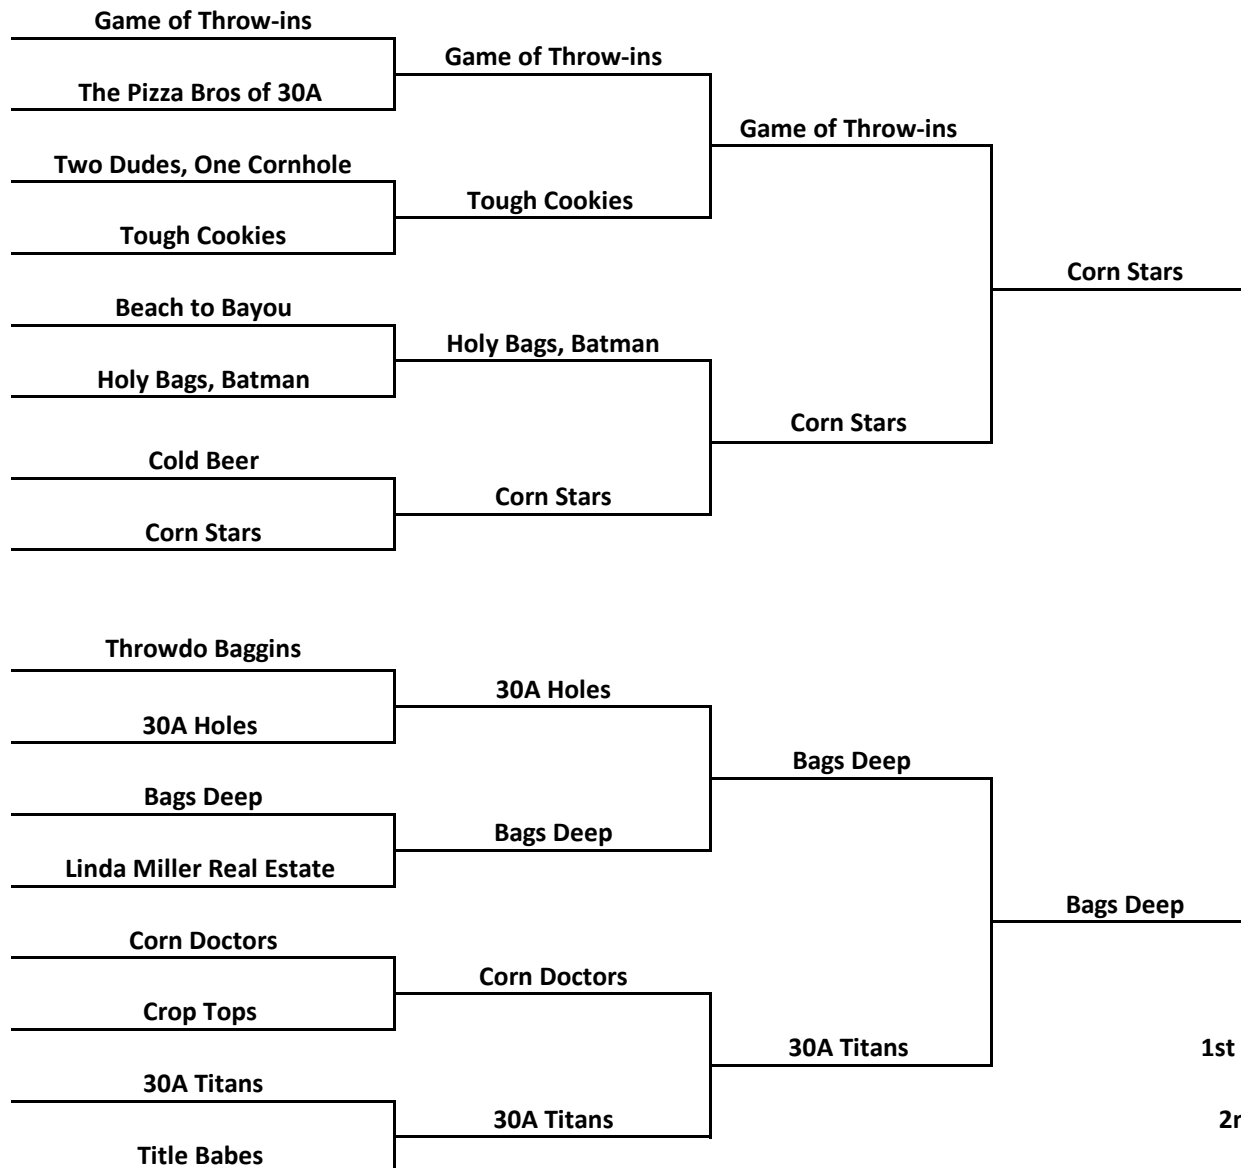 Game of Throw-ins
Game of Throw-ins
The Pizza Bros of 30A
Game of Throw-ins
Two Dudes, One Cornhole
Tough Cookies
Tough Cookies
Corn Stars
Beach to Bayou
Holy Bags, Batman
Holy Bags, Batman
Corn Stars
Cold Beer
Corn Stars
Corn Stars
Throwdo Baggins
30A Holes
30A Holes
Bags Deep
Bags Deep
Bags Deep
Linda Miller Real Estate
Bags Deep
Corn Doctors
Corn Doctors
Crop Tops
30A Titans
1st
30A Titans
30A Titans
Title Babes